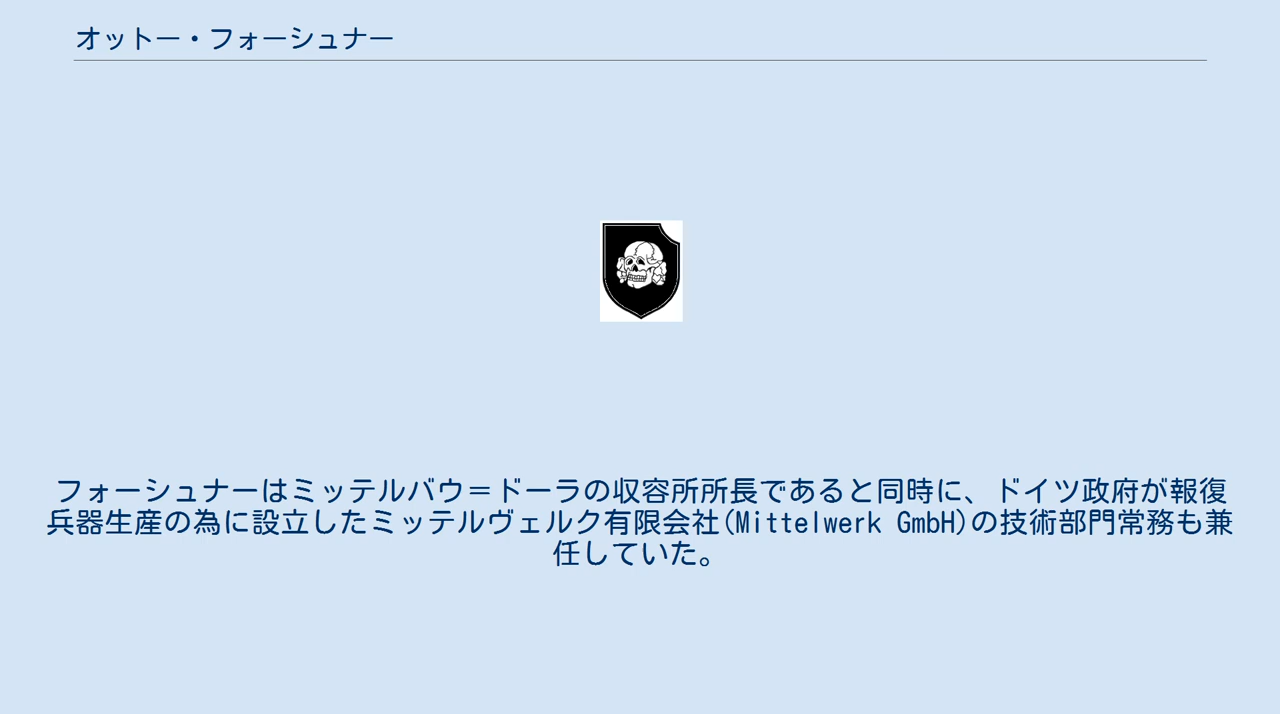 オットー・フォーシュナー
フォーシュナーはミッテルバウ＝ドーラの収容所所長であると同時に、ドイツ政府が報復
兵器生産の為に設立したミッテルヴェルク有限会社(Mittelwerk GmbH)の技術部門常務も兼
任していた。